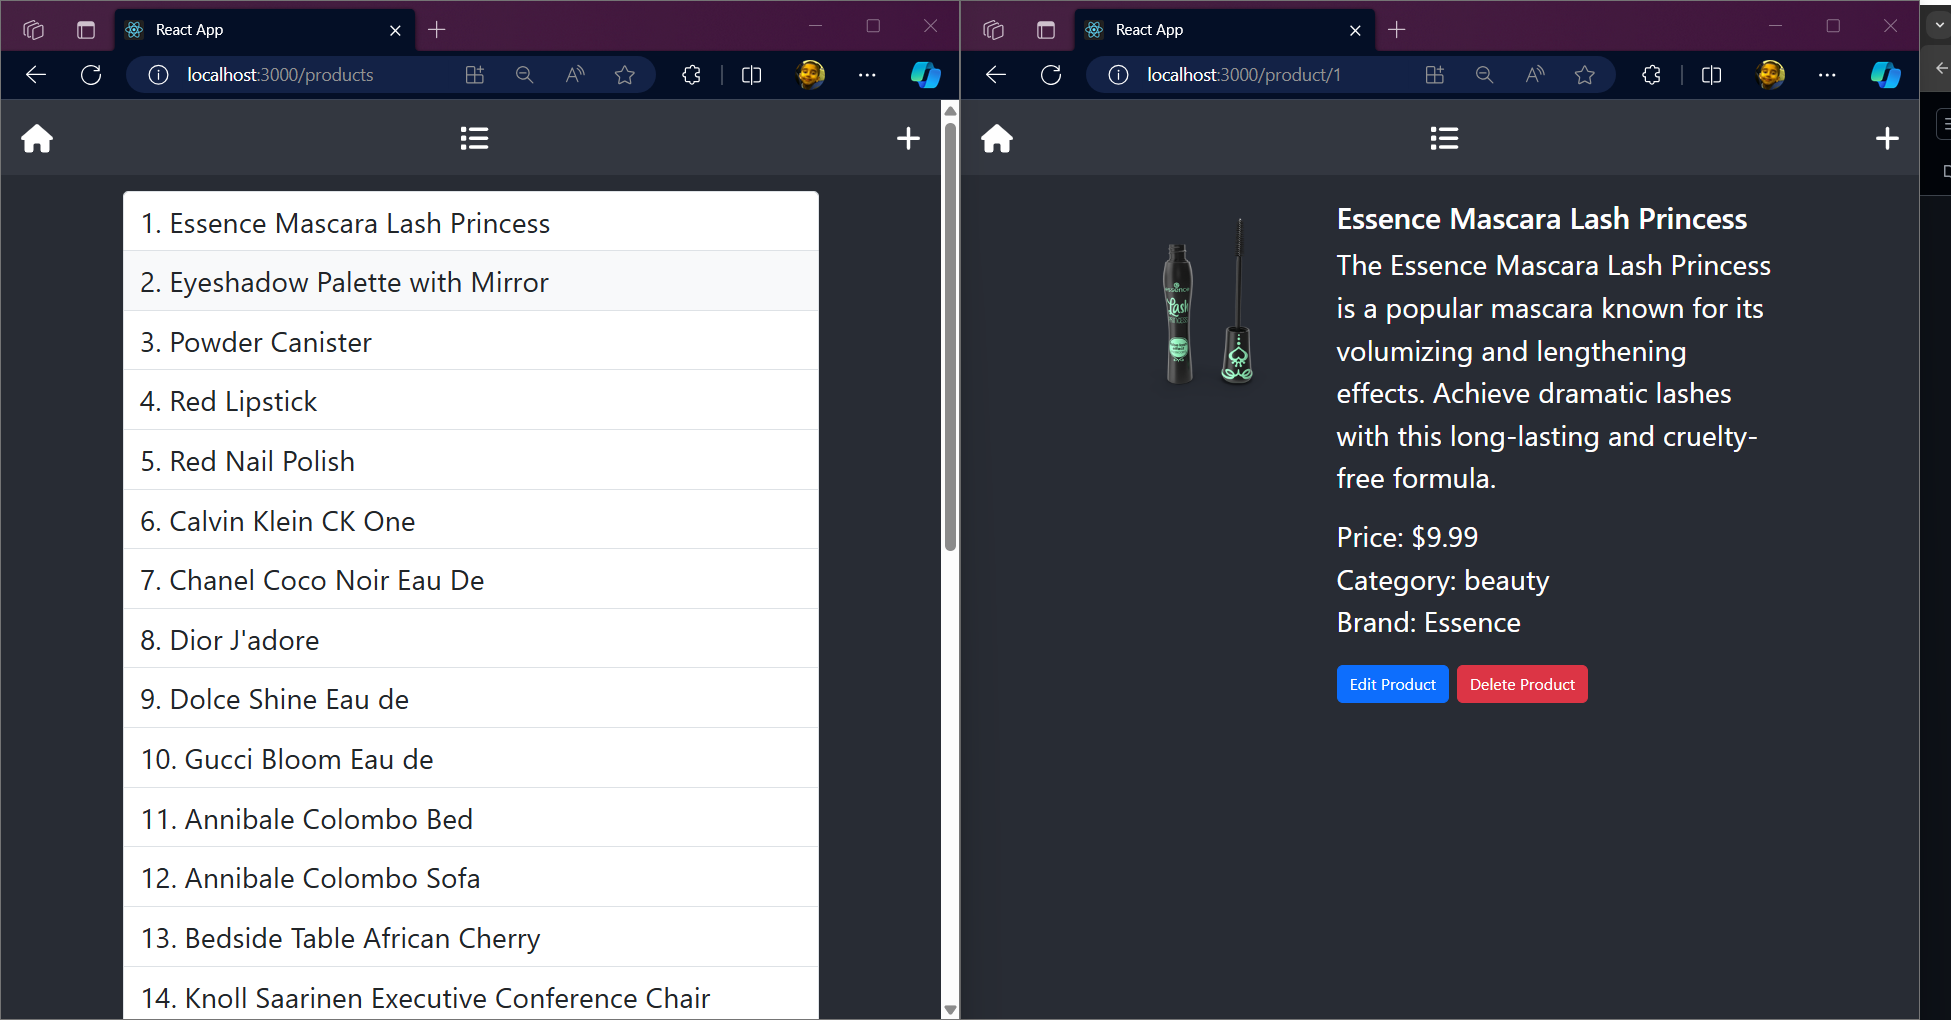 React App
localhost:3000/products
1. Essence Mascara Lash Princess
2. Eyeshadow Palette with Mirror
3. Powder Canister
4. Red Lipstick
5. Red Nail Polish
6. Calvin Klein CK One
7. Chanel Coco Noir Eau De
8. Dior J'adore
9. Dolce Shine Eau de
10. Gucci Bloom Eau de
11. Annibale Colombo Bed
12. Annibale Colombo Sofa
13. Bedside Table African Cherry
14. Knoll Saarinen Executive Conference Chair
React App
localhost:3000/product/1
essence
Lash
PRINCESS
Essence Mascara Lash Princess
The Essence Mascara Lash Princess
is a popular mascara known for its
volumizing and lengthening
effects. Achieve dramatic lashes
with this long-lasting and cruelty-
free formula.
Price: $9.99
Category: beauty
Brand: Essence
Edit Product
Delete Product